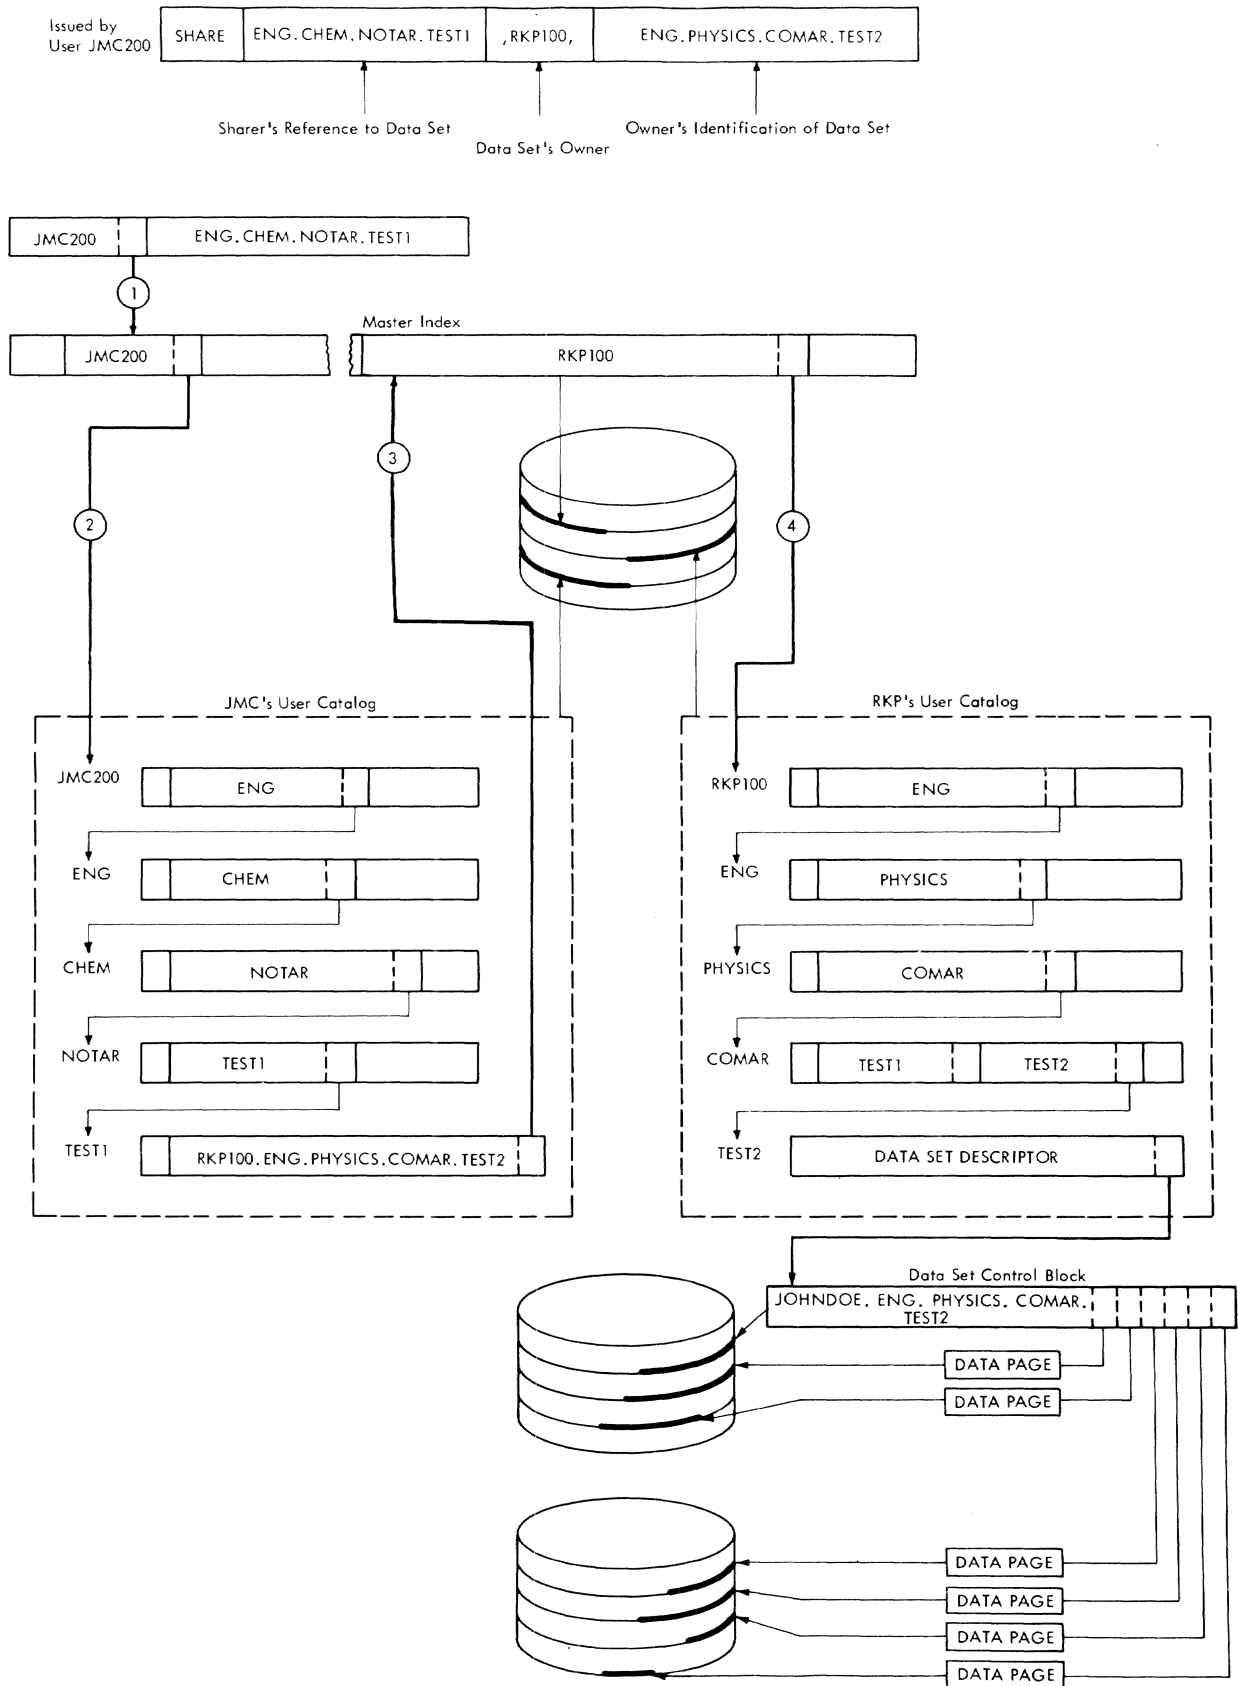 Issued by
User JMC200
SHARE ENG.CHEM.NOTAR.TEST1 ,RKP100, ENG.PHYSICS.COMAR.TEST2
Sharer's Reference to Data Set
Data Set's Owner
Owner's Identification of Data Set
JMC200 ENG.CHEM.NOTAR.TEST1
1
Master Index
JMC200 RKP100
3
2
4
JMC's User Catalog
JMC200 ENG
ENG CHEM
CHEM NOTAR
NOTAR TEST1
TEST1 RKP100.ENG.PHYSICS.COMAR.TEST2
RKP's User Catalog
RKP100 ENG
ENG PHYSICS
PHYSICS COMAR
COMAR TEST1 TEST2
TEST2 DATA SET DESCRIPTOR
Data Set Control Block
JOHNDOE. ENG. PHYSICS. COMAR.
TEST2
DATA PAGE
DATA PAGE
DATA PAGE
DATA PAGE
DATA PAGE
DATA PAGE